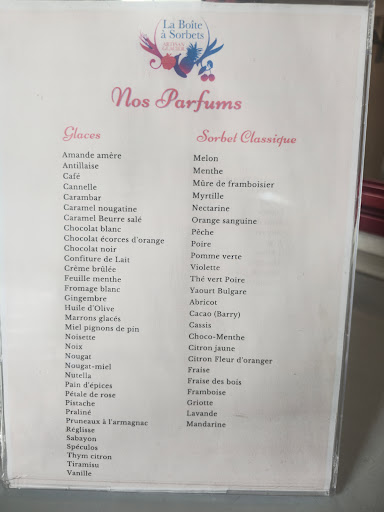 La Boîte
à Sorbets
ARTISAN
GLACIER
Nos Parfums
Glaces
Amande amère
Antillaise
Café
Cannelle
Carambar
Caramel nougatine
Caramel Beurre salé
Chocolat blanc
Chocolat écorces d'orange
Chocolat noir
Confiture de Lait
Crème brûlée
Feuille menthe
Fromage blanc
Gingembre
Huile d'Olive
Marrons glacés
Miel pignons de pin
Noisette
Noix
Nougat
Nougat-miel
Nutella
Pain d'épices
Pétale de rose
Pistache
Praliné
Pruneaux à l'armagnac
Réglisse
Sabayon
Spéculos
Thym citron
Tiramisu
Vanille
Sorbet Classique
Melon
Menthe
Mûre de framboisier
Myrtille
Nectarine
Orange sanguine
Pêche
Poire
Pomme verte
Violette
Thé vert Poire
Yaourt Bulgare
Abricot
Cacao (Barry)
Cassis
Choco-Menthe
Citron jaune
Citron Fleur d'oranger
Fraise
Fraise des bois
Framboise
Griotte
Lavande
Mandarine